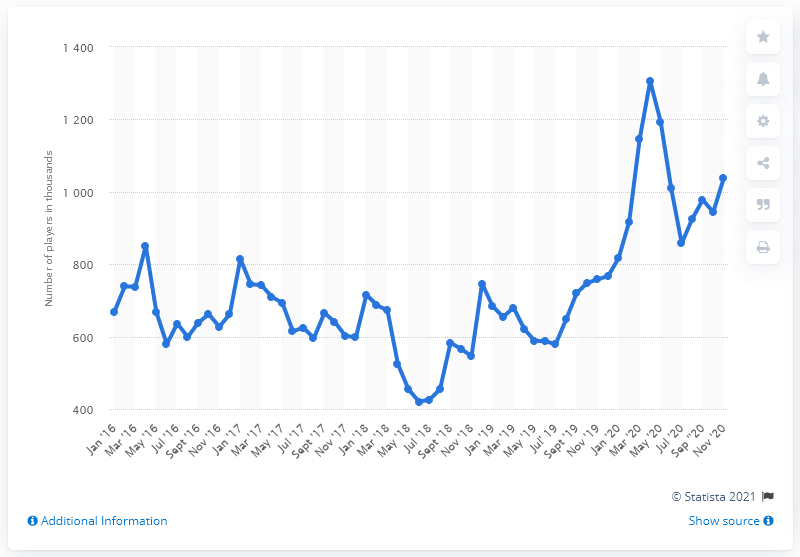 1 400
1 200
1 000
800
600
400
Number of players in thousands
Jan '16
Mar '16
May '16
Jul '16
Sept '16
Nov '16
Jan '17
Mar '17
May '17
Jul '17
Sept '17
Nov '17
Jan '18
Mar '18
May '18
Jul '18
Sept '18
Nov '18
Jan '19
Mar '19
May '19
Jul' '19
Sept '19
Nov '19
Jan '20
Mar '20
May '20
Jul '20
Sep ''20
Nov '20
© Statista 2021
Additional Information
Show source